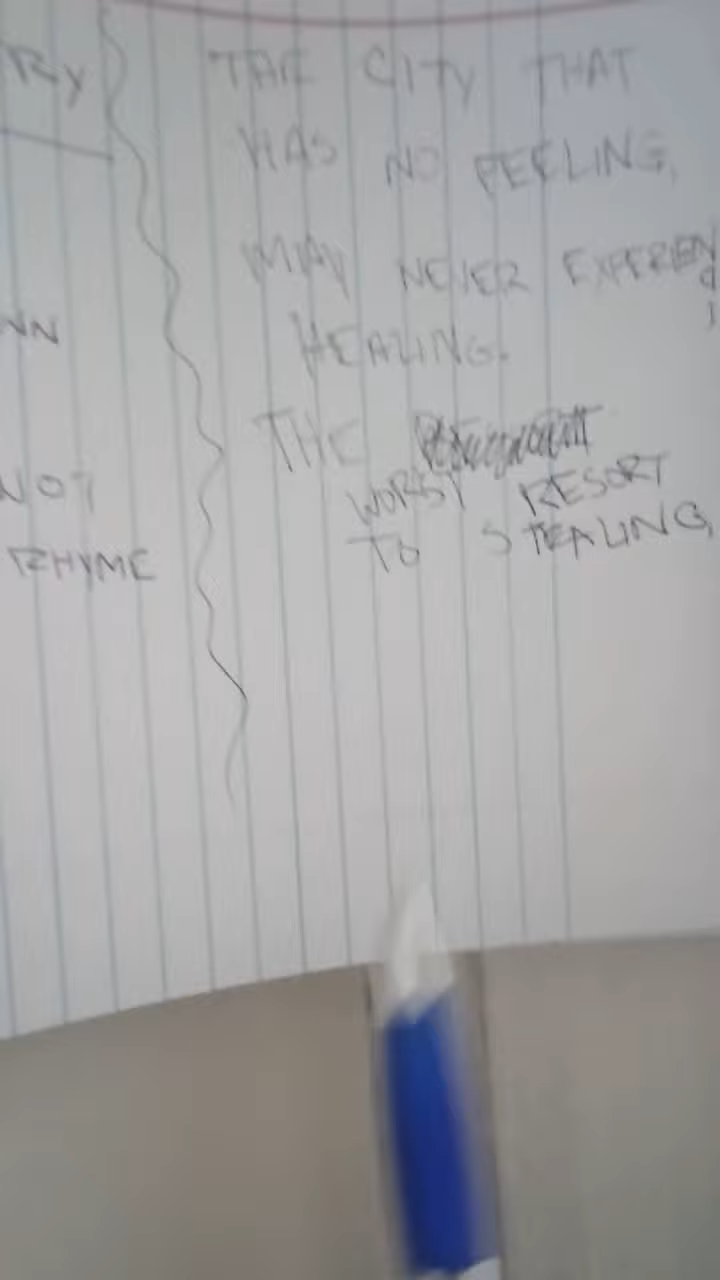 RY
NN
NOT
RHYME
THE CITY THAT
HAS NO FEELING,
MAY NEVER EXPERIEN
HEALING.
THE
WORST RESORT
TO STEALING,